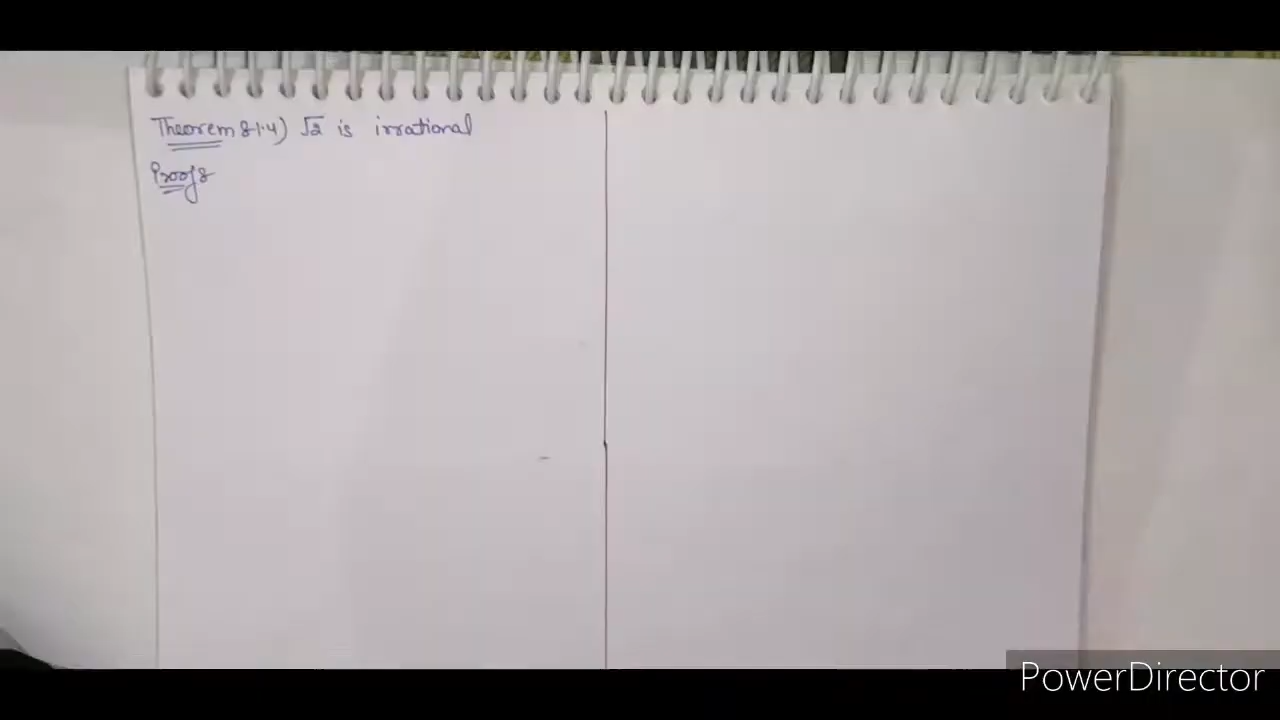 Theorem 8.1.4) √2 is irrational
Proof:
PowerDirector